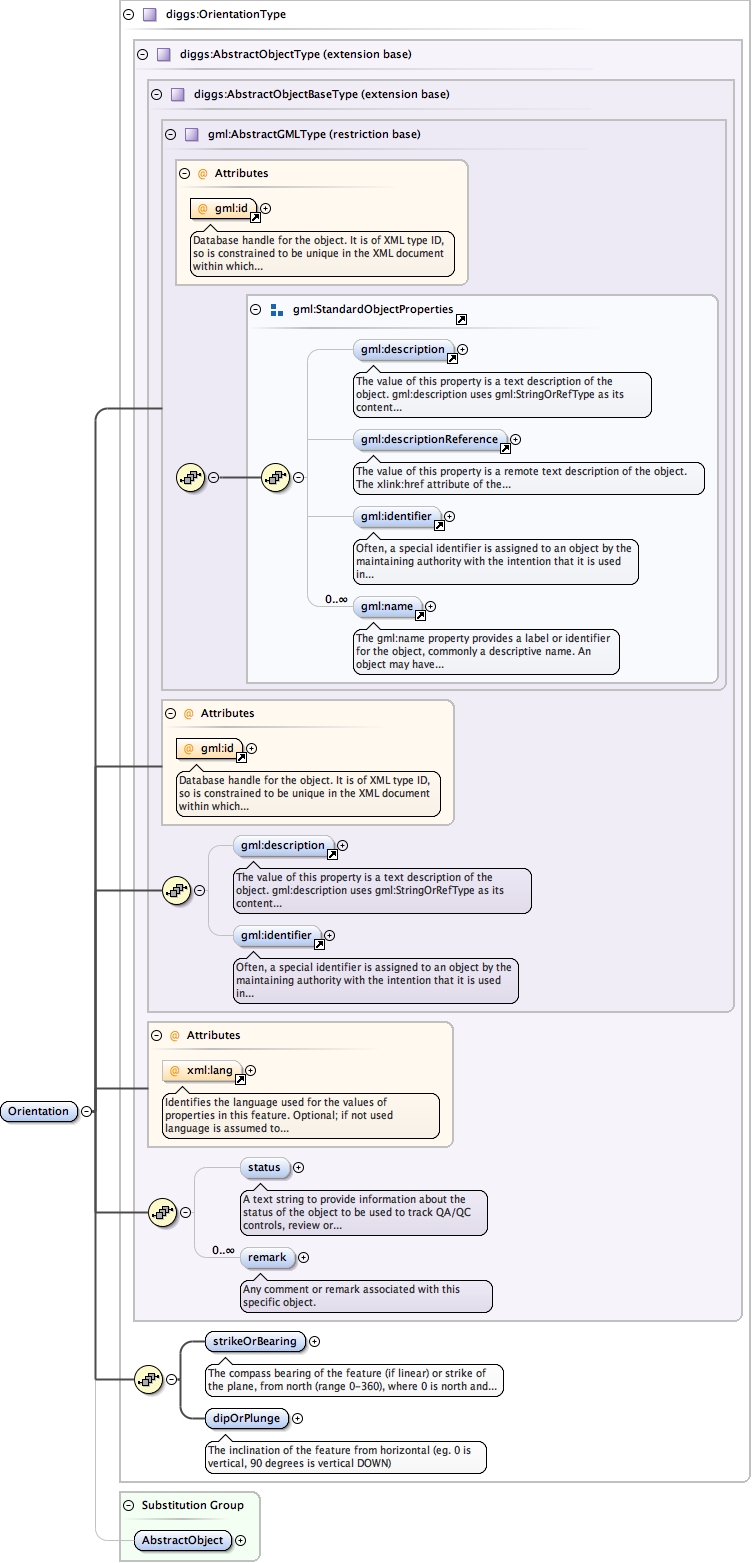 diggs:OrientationType
diggs:AbstractObjectType (extension base)
diggs:AbstractObjectBaseType (extension base)
gml:AbstractGMLType (restriction base)
@ Attributes
@ gml:id
Database handle for the object. It is of XML type ID,
so is constrained to be unique in the XML document
within which...
gml:StandardObjectProperties
gml:description
The value of this property is a text description of the
object. gml:description uses gml:StringOrRefType as its
content...
gml:descriptionReference
The value of this property is a remote text description of the object.
The xlink:href attribute of the...
gml:identifier
Often, a special identifier is assigned to an object by the
maintaining authority with the intention that it is used
in...
0..∞
gml:name
The gml:name property provides a label or identifier
for the object, commonly a descriptive name. An
object may have...
@ Attributes
@ gml:id
Database handle for the object. It is of XML type ID,
so is constrained to be unique in the XML document
within which...
gml:description
The value of this property is a text description of the
object. gml:description uses gml:StringOrRefType as its
content...
gml:identifier
Often, a special identifier is assigned to an object by the
maintaining authority with the intention that it is used
in...
@ Attributes
@ xml:lang
Identifies the language used for the values of
properties in this feature. Optional; if not used
language is assumed to...
Orientation
status
A text string to provide information about the
status of the object to be used to track QA/QC
controls, review or...
0..∞
remark
Any comment or remark associated with this
specific object.
strikeOrBearing
The compass bearing of the feature (if linear) or strike of
the plane, from north (range 0-360), where 0 is north and...
dipOrPlunge
The inclination of the feature from horizontal (eg. 0 is
vertical, 90 degrees is vertical DOWN)
Substitution Group
AbstractObject